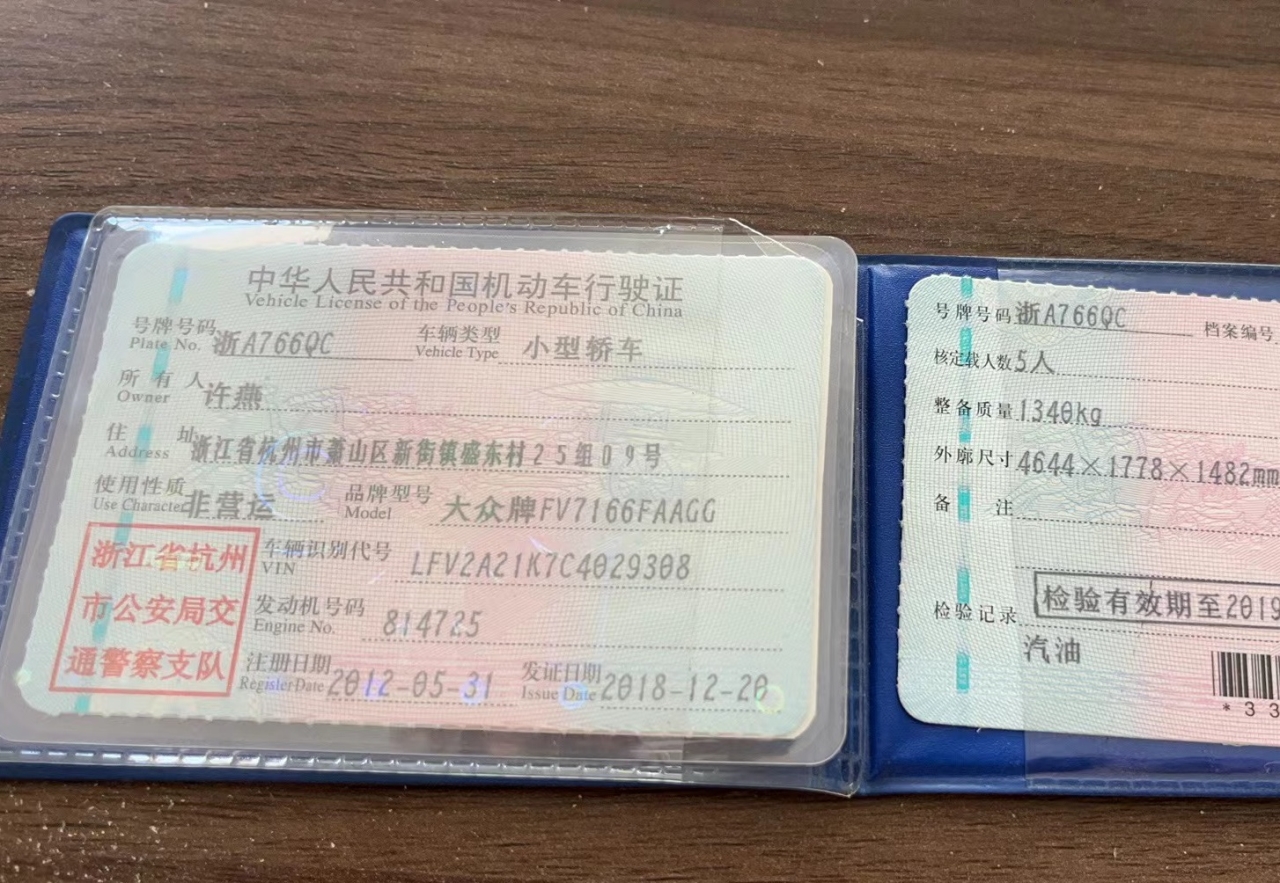 中华人民共和国机动车行驶证
Vehicle License of the People's Republic of China
号牌号码 浙A766QC 车辆类型 小型轿车
Plate No. Vehicle Type
所有人 许燕
Owner
住址 浙江省杭州市萧山区新街镇盛东村25组09号
Address
使用性质 非营运 品牌型号 大众牌FV7166FAAGG
Use Character Model
浙江省杭州
市公安局交
通警察支队
车辆识别代号 LFV2A21K7C4029308
VIN
发动机号码 814725
Engine No.
注册日期 2012-05-31 发证日期 2018-12-20
Register Date Issue Date
号牌号码 浙A766QC 档案编号
核定载人数 5人
整备质量 1340kg
外廓尺寸 4644×1778×1482mm
备注
检验记录 检验有效期至2019
汽油
*33